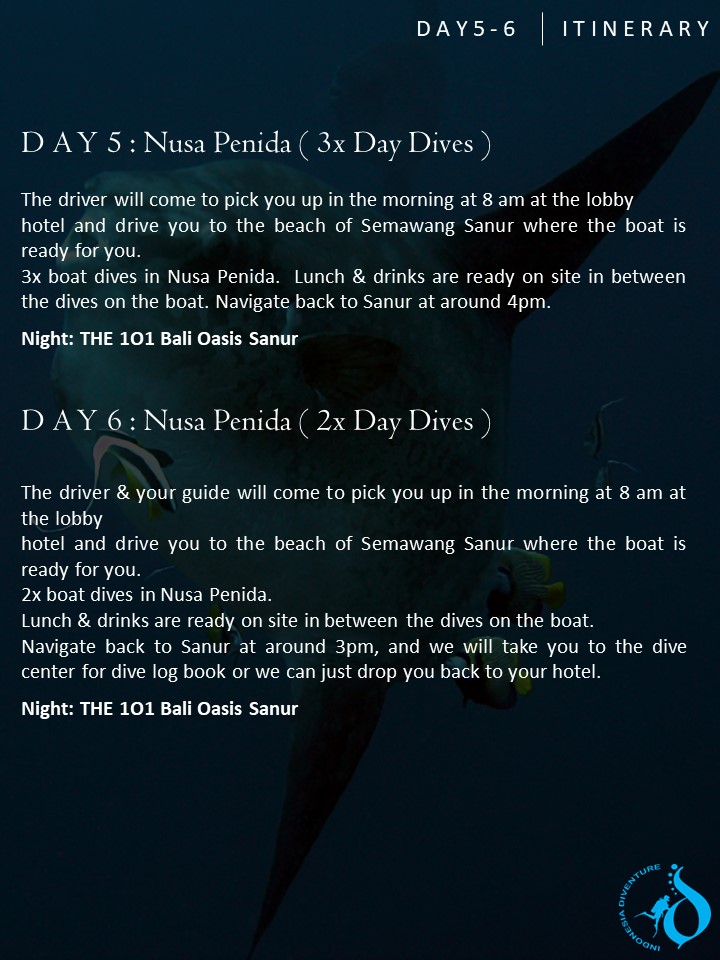 DAY5-6 | ITINERARY
DAY 5 : Nusa Penida ( 3x Day Dives )
The driver will come to pick you up in the morning at 8 am at the lobby
hotel and drive you to the beach of Semawang Sanur where the boat is
ready for you.
3x boat dives in Nusa Penida. Lunch & drinks are ready on site in between
the dives on the boat. Navigate back to Sanur at around 4pm.
Night: THE 1O1 Bali Oasis Sanur
DAY 6 : Nusa Penida ( 2x Day Dives )
The driver & your guide will come to pick you up in the morning at 8 am at
the lobby
hotel and drive you to the beach of Semawang Sanur where the boat is
ready for you.
2x boat dives in Nusa Penida.
Lunch & drinks are ready on site in between the dives on the boat.
Navigate back to Sanur at around 3pm, and we will take you to the dive
center for dive log book or we can just drop you back to your hotel.
Night: THE 1O1 Bali Oasis Sanur
INDONESIA DIVENTURE